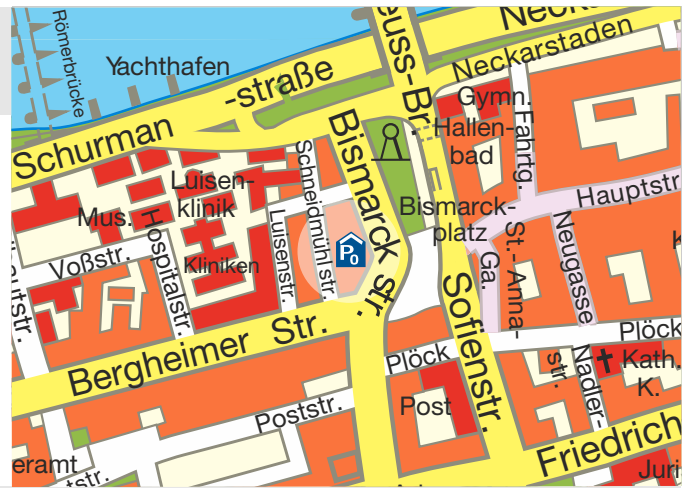 Römerbrücke
Yachthafen
Neck
euss-Br.
Neckarstaden
-straße
Schurman
Gymn.
Hallen-
bad
Fahrtg.
Bismarck str.
Schneidmühl str.
Luisen-
klinik
Mus.
Hospitalstr.
Kliniken
Luisenstr.
Voßstr.
utstr.
P0
Bismarck-
platz
Hauptstr
Ga.
St.-Anna-
str.
Neugasse
Sofienstr.
Bergheimer Str.
Plöck
Plöck
Nadler-
Kath.
K.
K
Poststr.
Post
Friedrich
Juri
eramt
tstr.